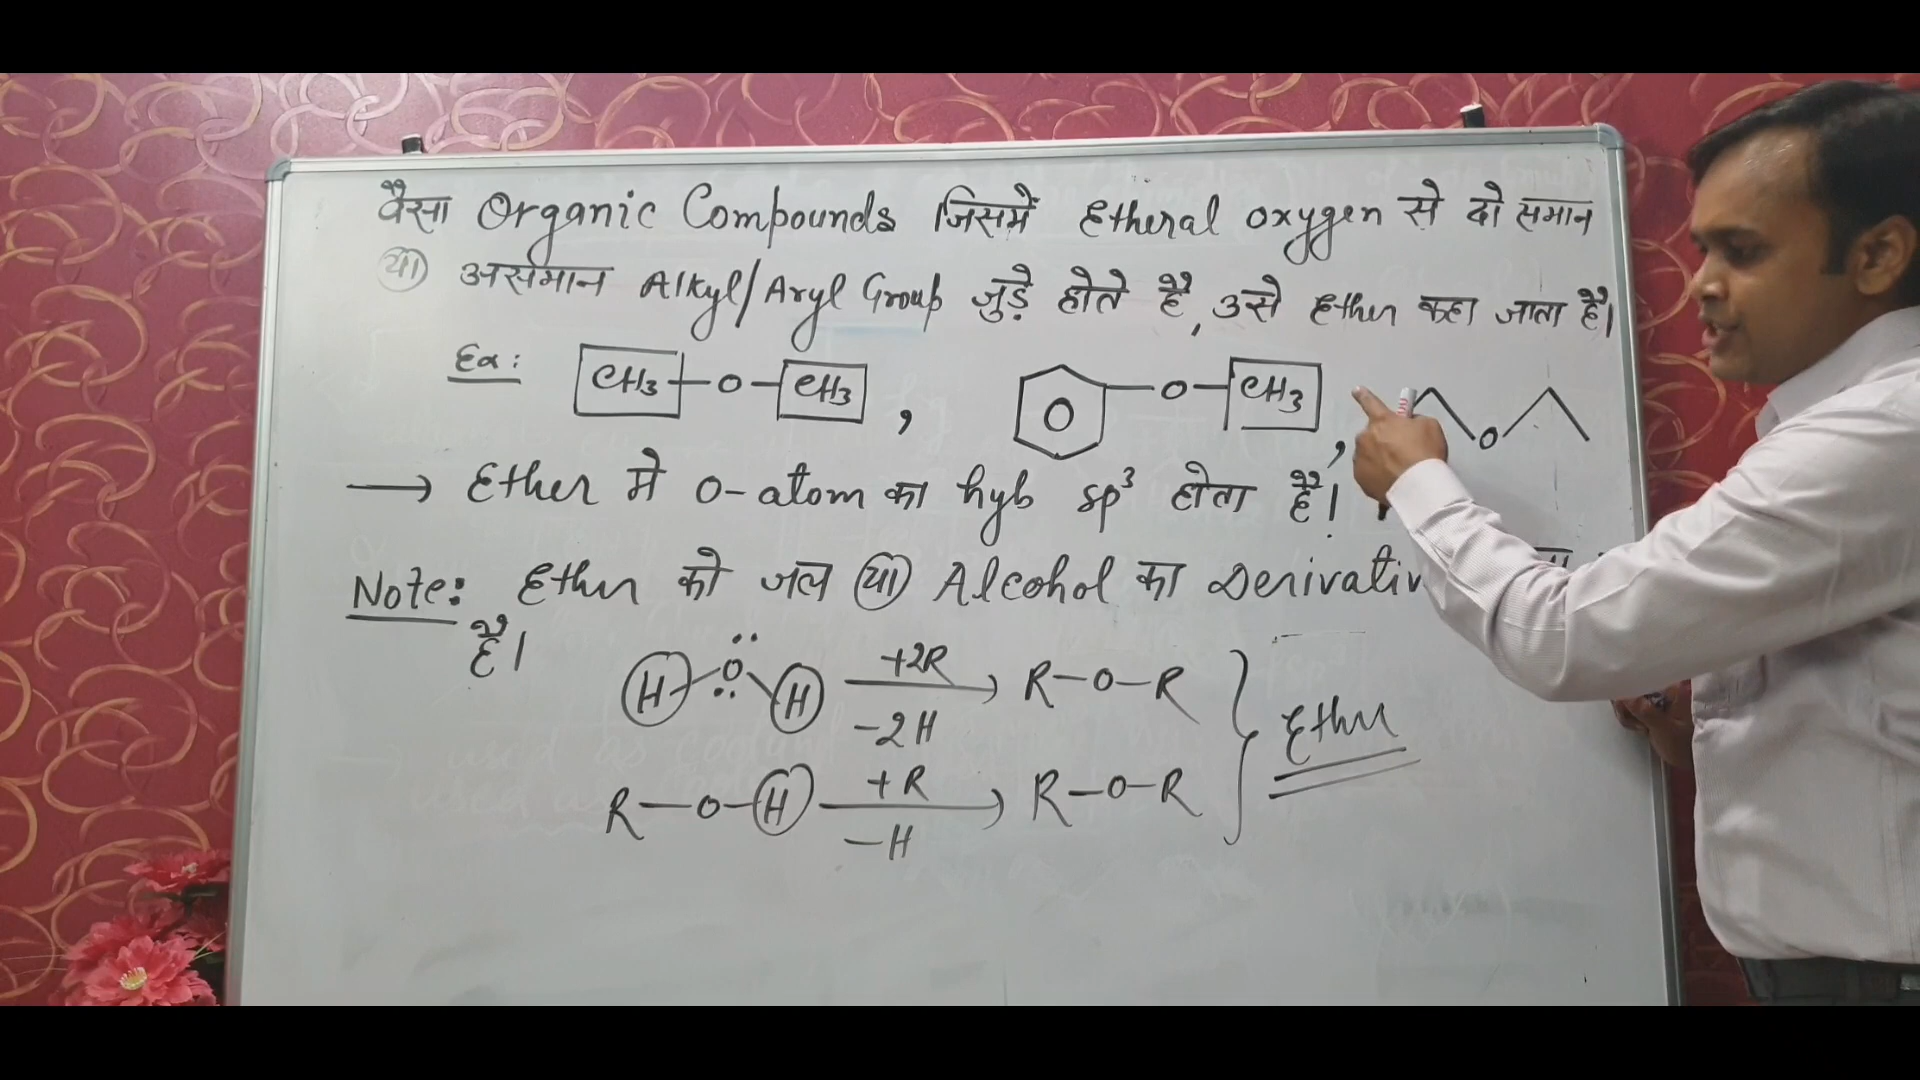 वैसा Organic Compounds जिसमें Etheral oxygen से दो समान
या असमान Alkyl/Aryl Group जुड़े होते है, उसे Ether कहा जाता है।
Ex: CH3-O-CH3, O-CH3, O
→ Ether मे O-atom का hyb sp³ होता है।
Note: Ether को जल या Alcohol का Derivativ
है।
H-O-H +2R -2H → R-O-R
Ether
R-O-H +R -H → R-O-R